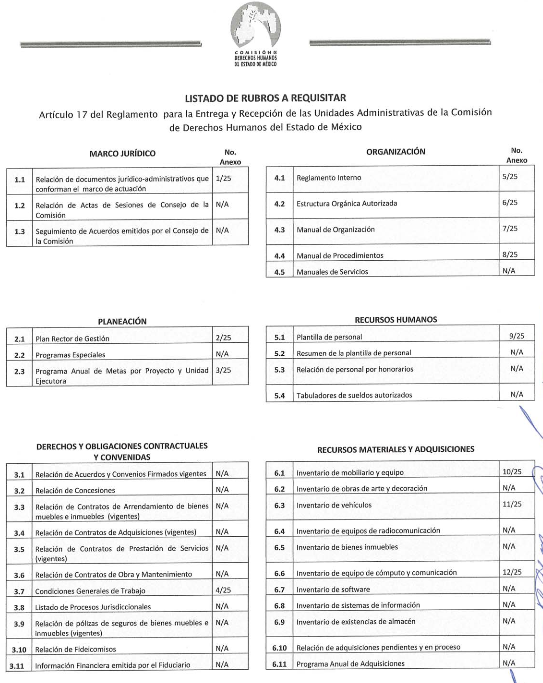 COMISIÓN
DERECHOS HUMANOS
DE ESTADO DE MÉXICO
LISTADO DE RUBROS A REQUISITAR
Artículo 17 del Reglamento para la Entrega y Recepción de las Unidades Administrativas de la Comisión
de Derechos Humanos del Estado de México
MARCO JURÍDICO No.
Anexo
1.1 Relación de documentos jurídico-administrativos que 1/25
conforman el marco de actuación
1.2 Relación de Actas de Sesiones de Consejo de la N/A
Comisión
1.3 Seguimiento de Acuerdos emitidos por el Consejo de N/A
la Comisión
ORGANIZACIÓN No.
Anexo
4.1 Reglamento Interno 5/25
4.2 Estructura Orgánica Autorizada 6/25
4.3 Manual de Organización 7/25
4.4 Manual de Procedimientos 8/25
4.5 Manuales de Servicios N/A
PLANEACIÓN
2.1 Plan Rector de Gestión 2/25
2.2 Programas Especiales N/A
2.3 Programa Anual de Metas por Proyecto y Unidad 3/25
Ejecutora
RECURSOS HUMANOS
5.1 Plantilla de personal 9/25
5.2 Resumen de la plantilla de personal N/A
5.3 Relación de personal por honorarios N/A
5.4 Tabuladores de sueldos autorizados N/A
DERECHOS Y OBLIGACIONES CONTRACTUALES
Y CONVENIDAS
3.1 Relación de Acuerdos y Convenios Firmados vigentes N/A
3.2 Relación de Concesiones N/A
3.3 Relación de Contratos de Arrendamiento de bienes N/A
muebles e inmuebles (vigentes)
3.4 Relación de Contratos de Adquisiciones (vigentes) N/A
3.5 Relación de Contratos de Prestación de Servicios N/A
(vigentes)
3.6 Relación de Contratos de Obra y Mantenimiento N/A
3.7 Condiciones Generales de Trabajo 4/25
3.8 Listado de Procesos Jurisdiccionales N/A
3.9 Relación de pólizas de seguros de bienes muebles e N/A
inmuebles (vigentes)
3.10 Relación de Fideicomisos N/A
3.11 Información Financiera emitida por el Fiduciario N/A
RECURSOS MATERIALES Y ADQUISICIONES
6.1 Inventario de mobiliario y equipo 10/25
6.2 Inventario de obras de arte y decoración N/A
6.3 Inventario de vehículos 11/25
6.4 Inventario de equipos de radiocomunicación N/A
6.5 Inventario de bienes inmuebles N/A
6.6 Inventario de equipo de cómputo y comunicación 12/25
6.7 Inventario de software N/A
6.8 Inventario de sistemas de información N/A
6.9 Inventario de existencias de almacén N/A
6.10 Relación de adquisiciones pendientes y en proceso N/A
6.11 Programa Anual de Adquisiciones N/A